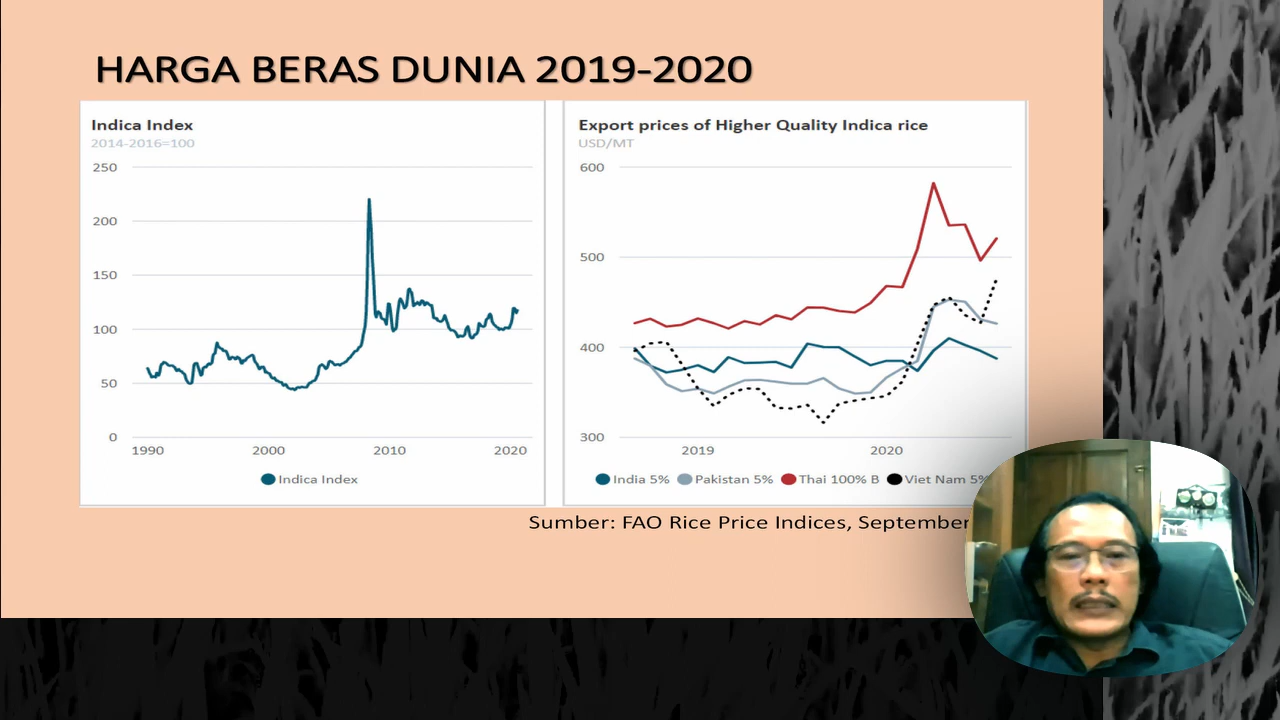 HARGA BERAS DUNIA 2019-2020
Indica Index
2014-2016=100
250
200
150
100
50
0
1990 2000 2010 2020
Indica Index
Export prices of Higher Quality Indica rice
USD/MT
600
500
400
300
2019 2020
India 5% Pakistan 5% Thai 100% B Viet Nam 5%
Sumber: FAO Rice Price Indices, September